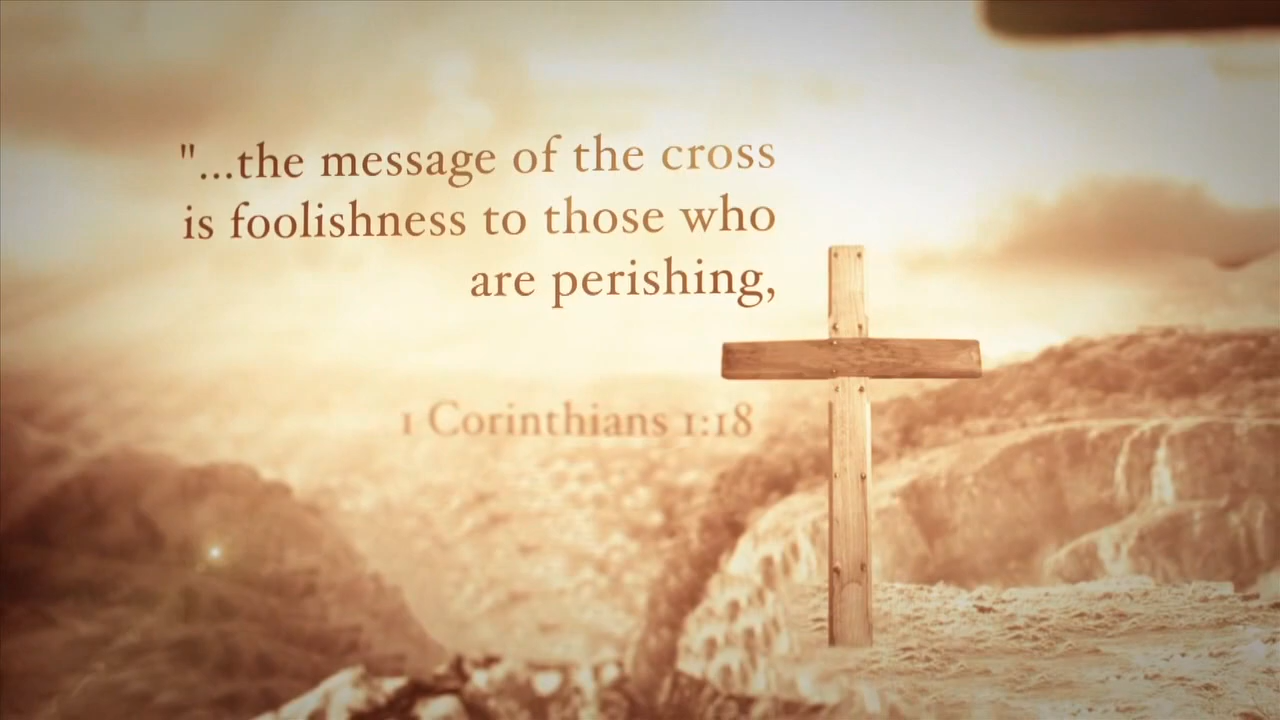 "...the message of the cross
is foolishness to those who
are perishing,
1 Corinthians 1:18